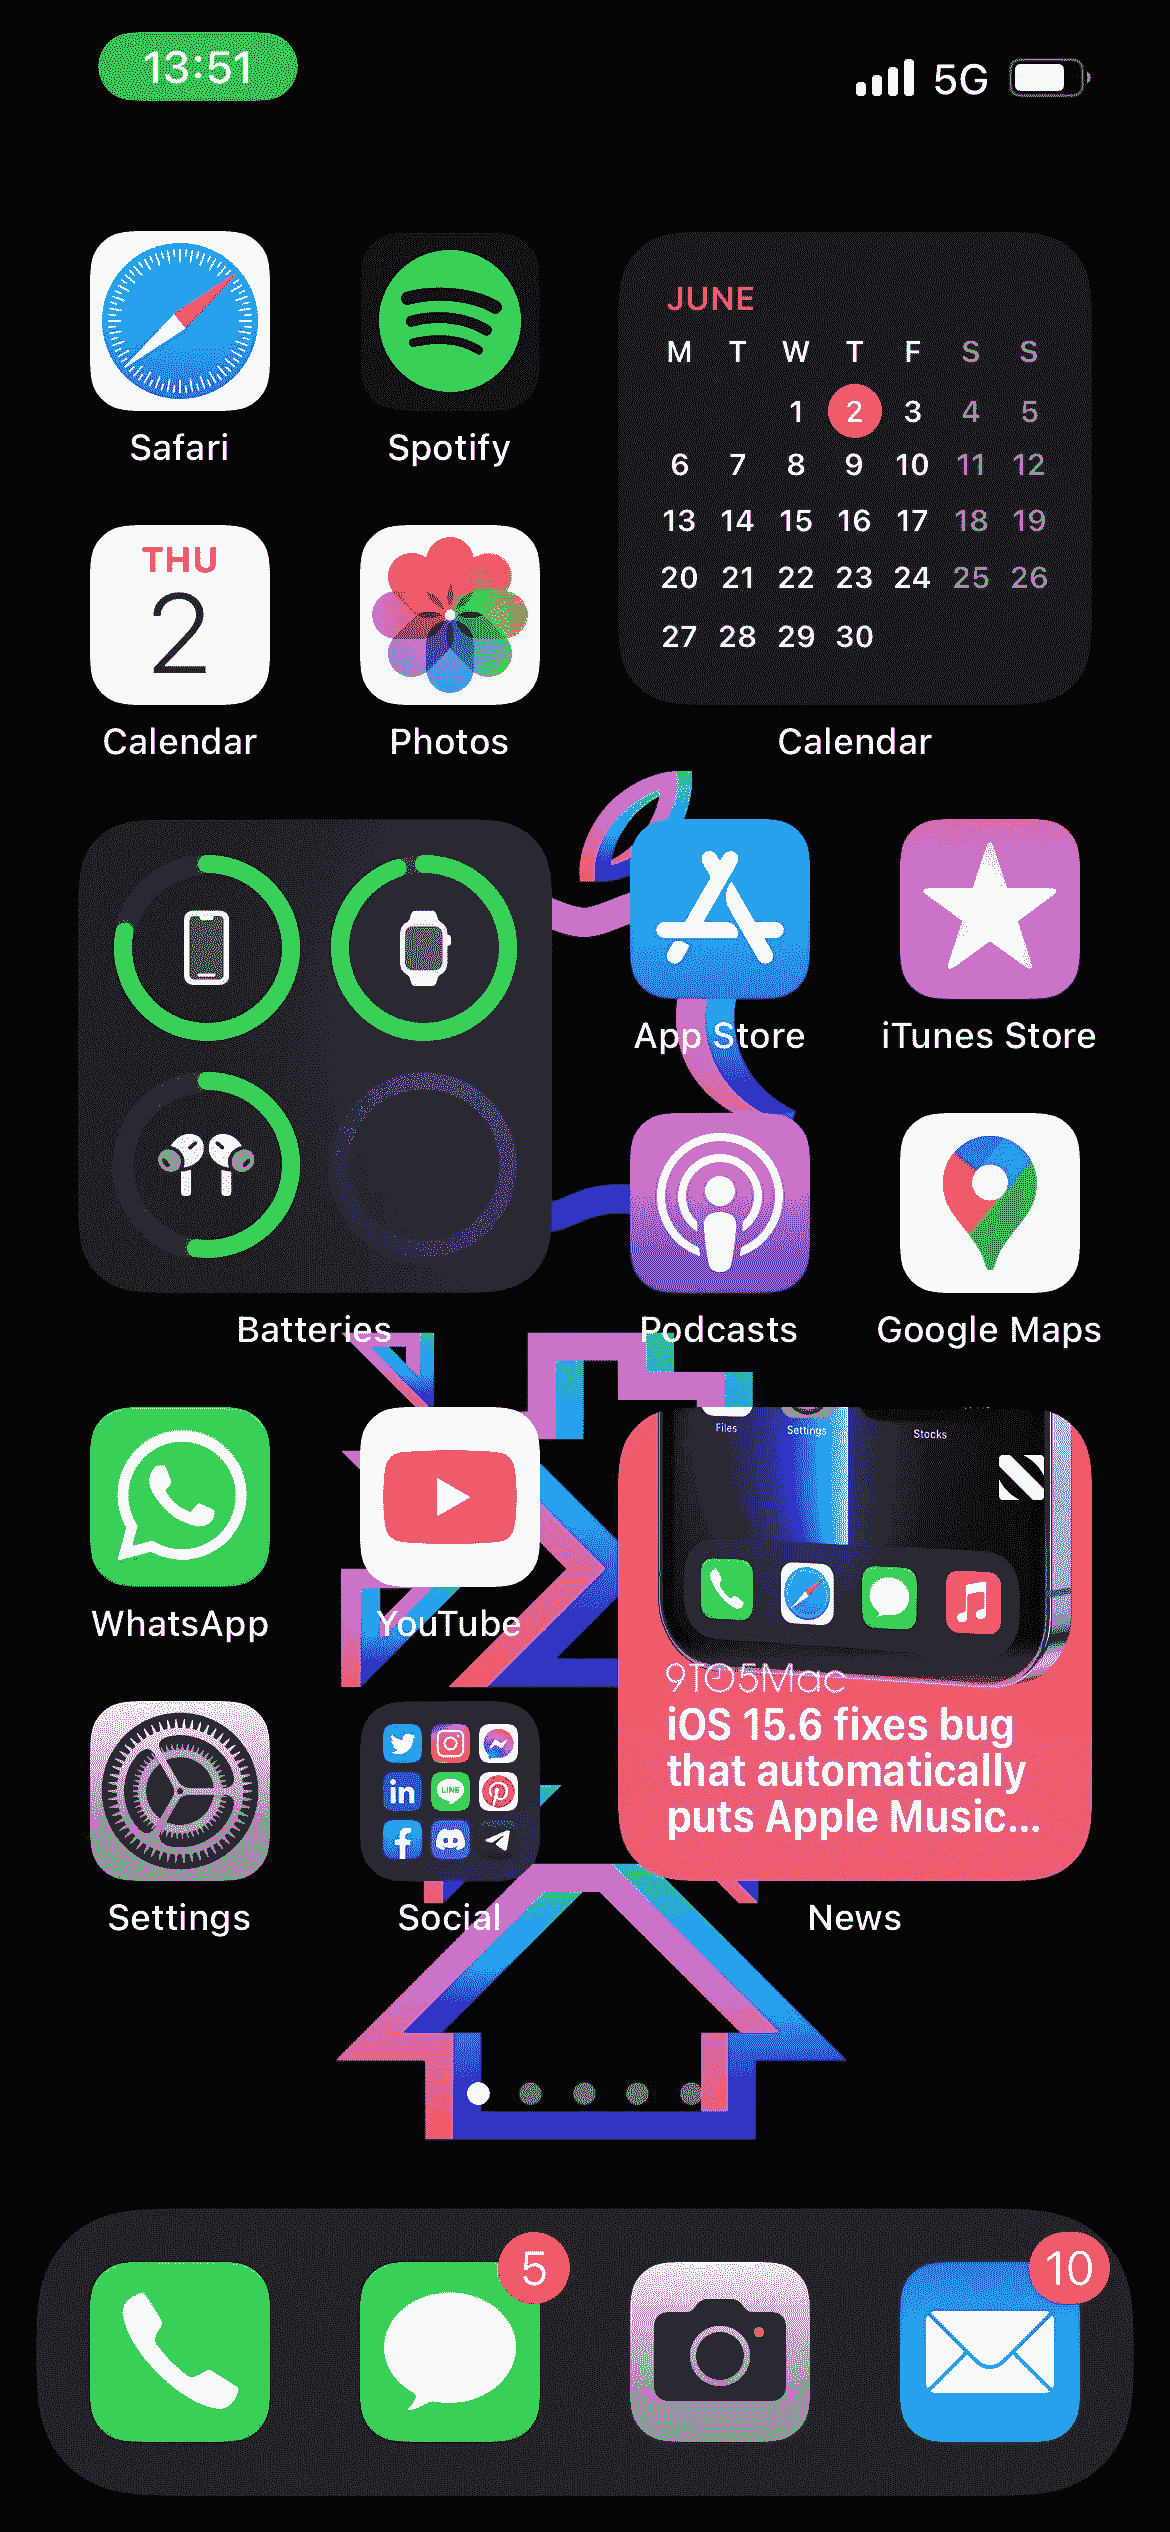 13:51
5G
Safari
Spotify
JUNE
M T W T F S S
1 2 3 4 5
6 7 8 9 10 11 12
13 14 15 16 17 18 19
20 21 22 23 24 25 26
27 28 29 30
THU
2
Calendar
Photos
Calendar
App Store
iTunes Store
Batteries
Podcasts
Google Maps
Files
Settings
Stocks
WhatsApp
YouTube
9TO5Mac
iOS 15.6 fixes bug
that automatically
puts Apple Music...
in
LINE
Settings
Social
News
5
10